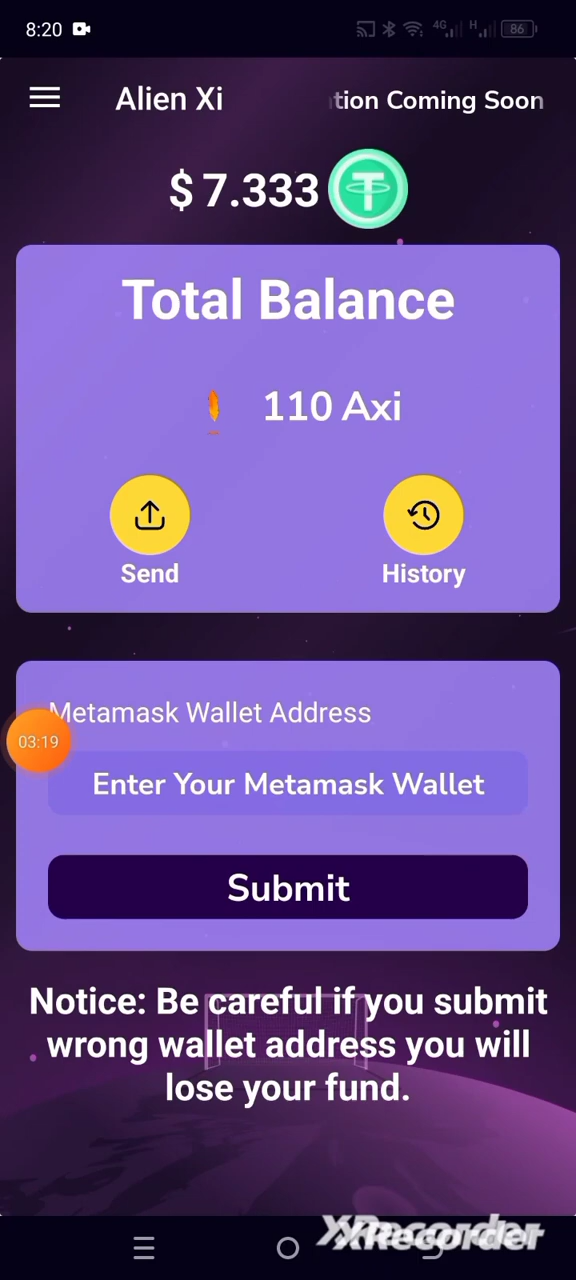 8:20
4G
H
86
Alien Xi
tion Coming Soon
$ 7.333
Total Balance
110 Axi
Send
History
Metamask Wallet Address
03:19
Enter Your Metamask Wallet
Submit
Notice: Be careful if you submit
wrong wallet address you will
lose your fund.
XRecorder